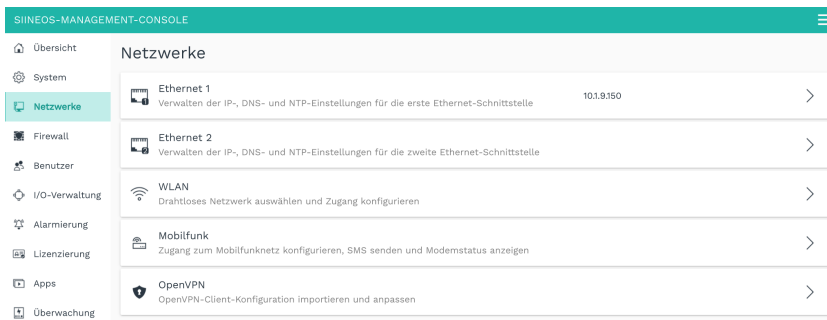 SIINEOS-MANAGEMENT-CONSOLE
Übersicht
System
Netzwerke
Firewall
Benutzer
I/O-Verwaltung
Alarmierung
Lizenzierung
Apps
Überwachung
Netzwerke
Ethernet 1
Verwalten der IP-, DNS- und NTP-Einstellungen für die erste Ethernet-Schnittstelle
10.1.9.150
Ethernet 2
Verwalten der IP-, DNS- und NTP-Einstellungen für die zweite Ethernet-Schnittstelle
WLAN
Drahtloses Netzwerk auswählen und Zugang konfigurieren
Mobilfunk
Zugang zum Mobilfunknetz konfigurieren, SMS senden und Modemstatus anzeigen
OpenVPN
OpenVPN-Client-Konfiguration importieren und anpassen